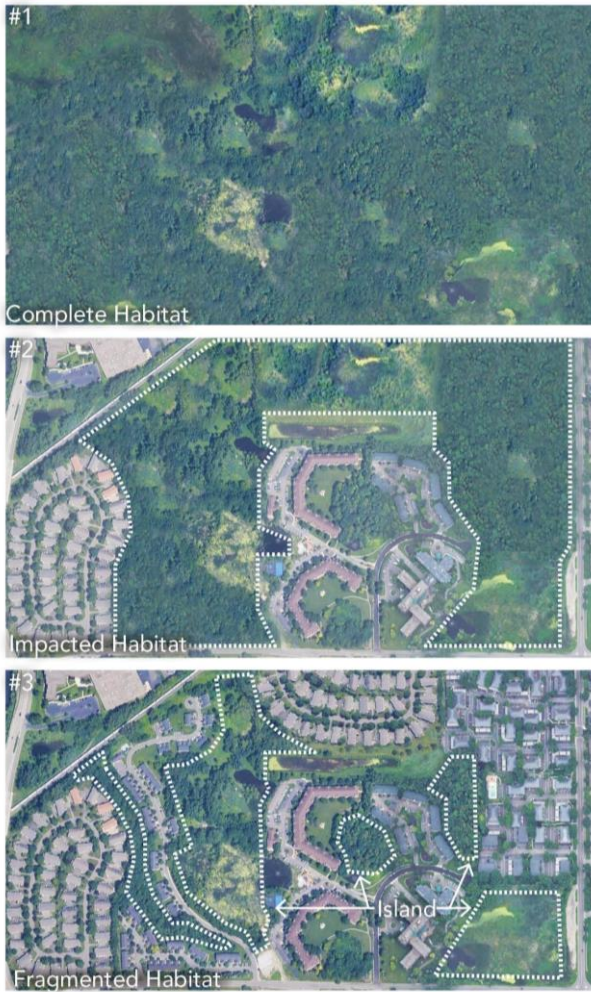 #1
Complete Habitat
#2
Impacted Habitat
#3
Island
Fragmented Habitat